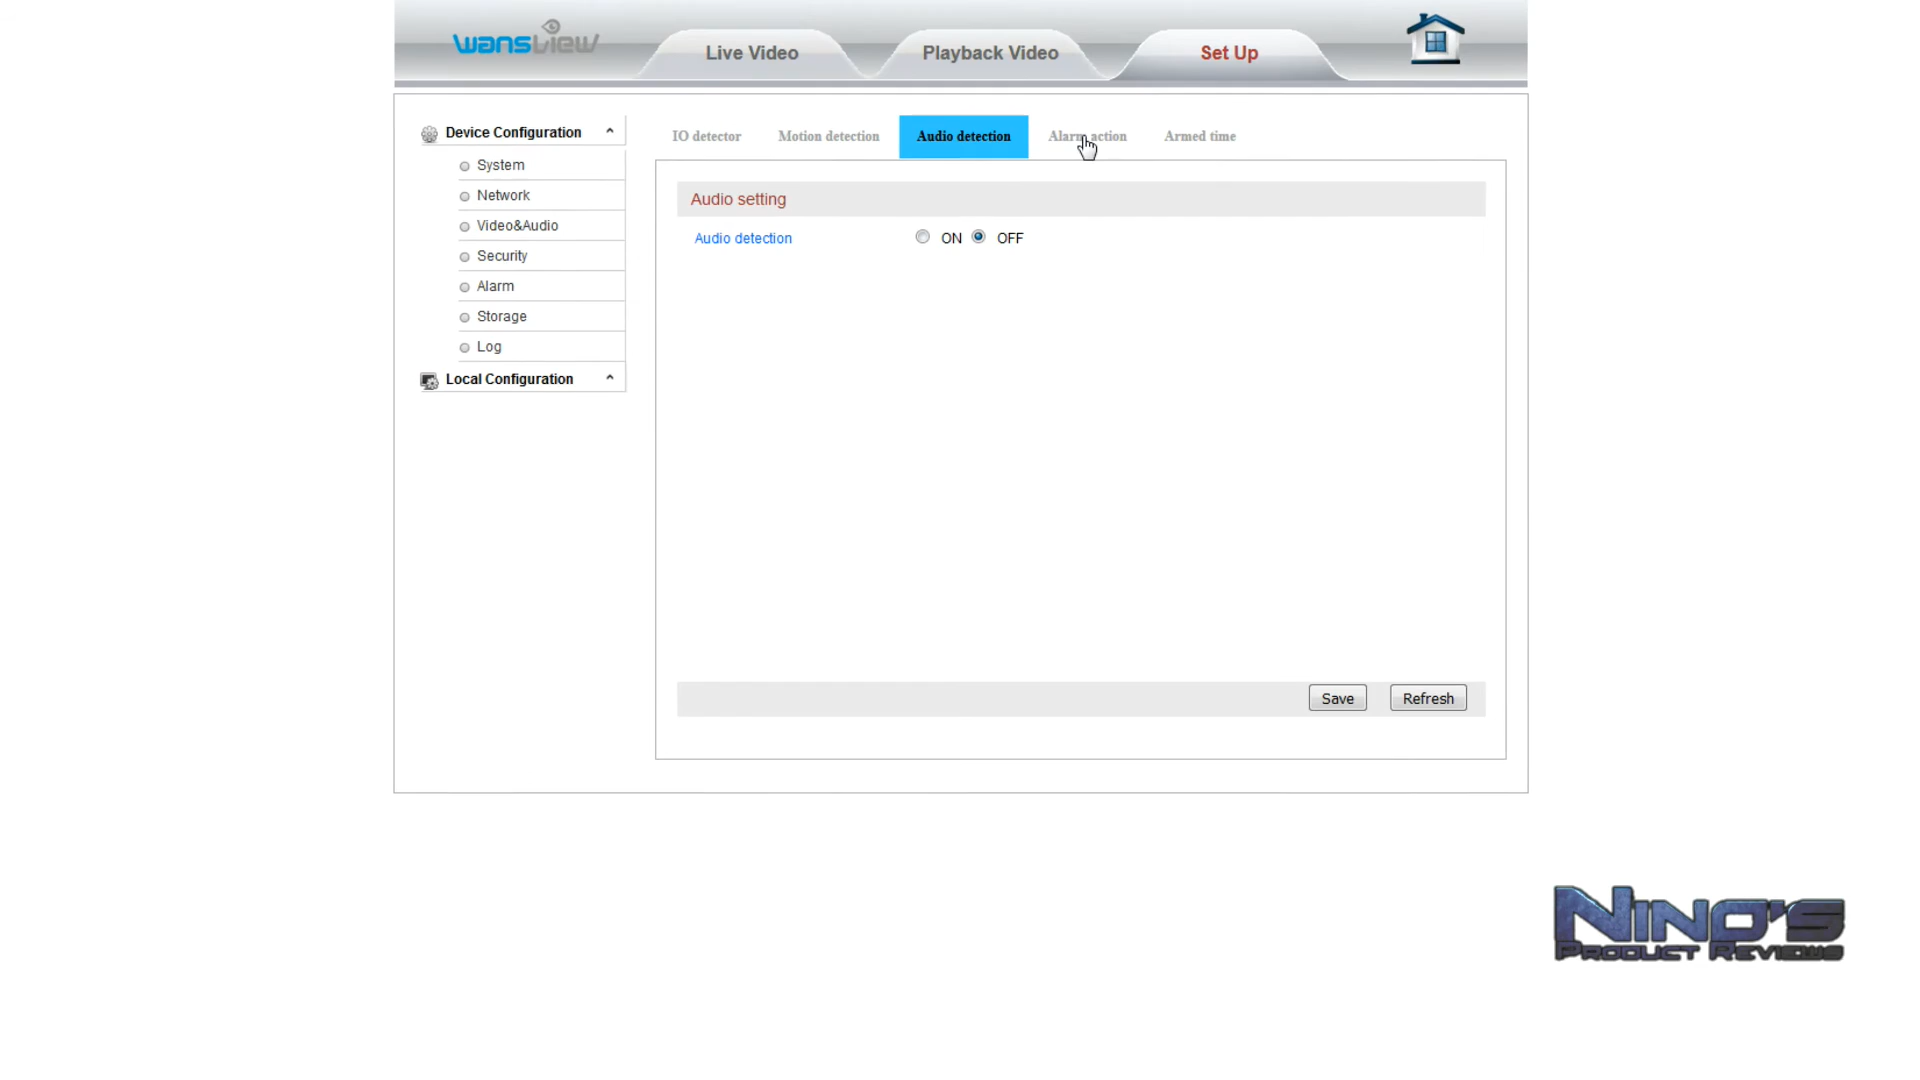 wansview
Live Video
Playback Video
Set Up
Device Configuration
System
Network
Video&Audio
Security
Alarm
Storage
Log
Local Configuration
IO detector
Motion detection
Audio detection
Alarm action
Armed time
Audio setting
Audio detection
ON
OFF
Save
Refresh
NINO'S
PRODUCT REVIEWS